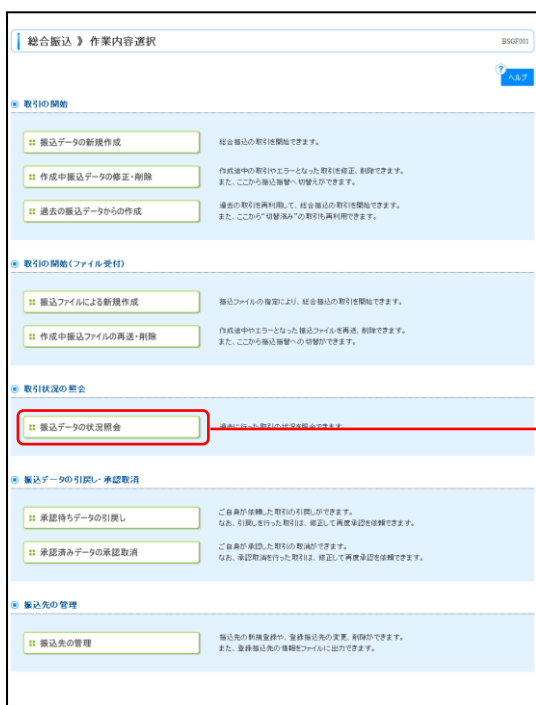 総合振込 》 作業内容選択
BSGF001
?
ヘルプ
取引の開始
振込データの新規作成
総合振込の取引を開始できます。
作成中振込データの修正・削除
作成途中の取引やエラーとなった取引を修正、削除できます。
また、ここから振込振替へ切替えができます。
過去の振込データからの作成
過去の取引を再利用して、総合振込の取引を開始できます。
また、ここから"切替済み"の取引も再利用できます。
取引の開始(ファイル受付)
振込ファイルによる新規作成
振込ファイルの指定により、総合振込の取引を開始できます。
作成中振込ファイルの再送・削除
作成途中やエラーとなった振込ファイルを再送、削除できます。
また、ここから振込振替への切替ができます。
取引状況の照会
振込データの状況照会
過去に行った取引の状況を照会できます。
振込データの引戻し・承認取消
承認待ちデータの引戻し
ご自身が依頼した取引の引戻しができます。
なお、引戻しを行った取引は、修正して再度承認を依頼できます。
承認済みデータの承認取消
ご自身が承認した取引の取消ができます。
なお、承認取消を行った取引は、修正して再度承認を依頼できます。
振込先の管理
振込先の管理
振込先の新規登録や、登録振込先の変更、削除ができます。
また、登録振込先の情報をファイルに出力できます。